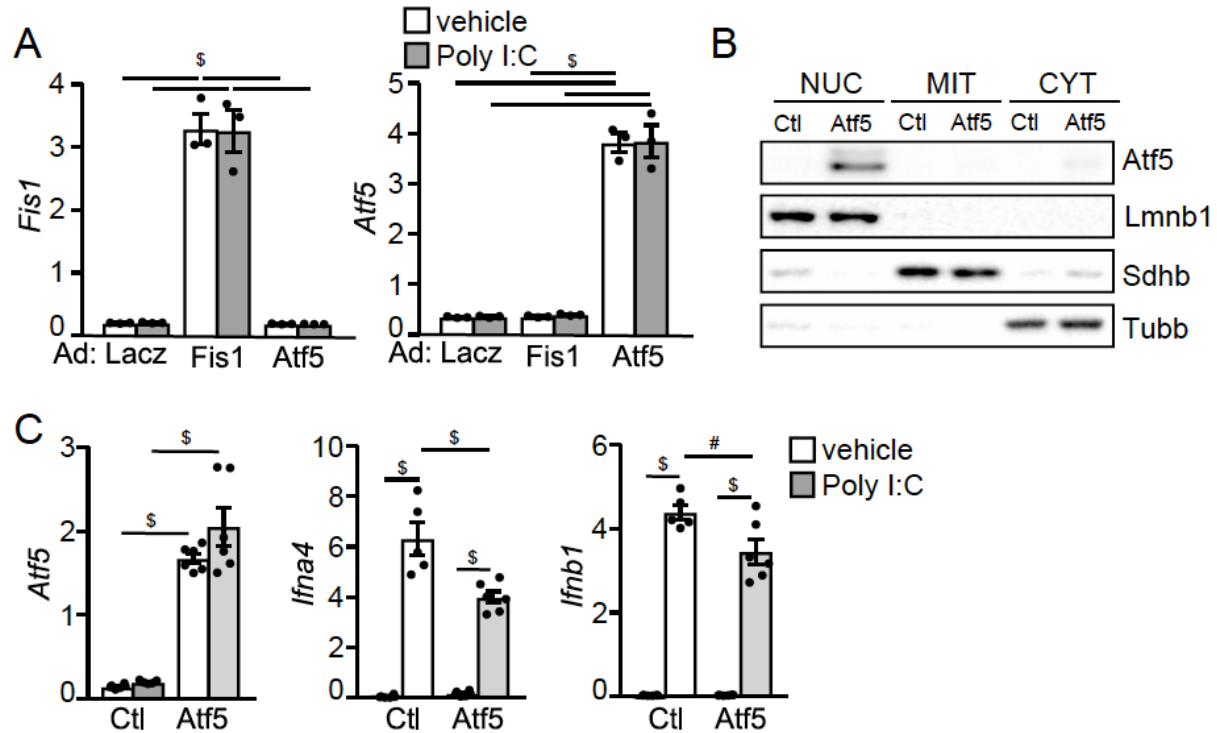 A
vehicle
Poly I:C
$
Fis1
4
3
2
1
0
Ad: Lacz Fis1 Atf5
$
Atf5
5
4
3
2
1
0
Ad: Lacz Fis1 Atf5
B
NUC MIT CYT
Ctl Atf5 Ctl Atf5 Ctl Atf5
Atf5
Lmnb1
Sdhb
Tubb
C
Atf5
3
2
1
0
$
$
Ctl Atf5
Ifna4
10
8
6
4
2
0
$
$
$
Ctl Atf5
Ifnb1
6
4
2
0
#
$
$
Ctl Atf5
vehicle
Poly I:C